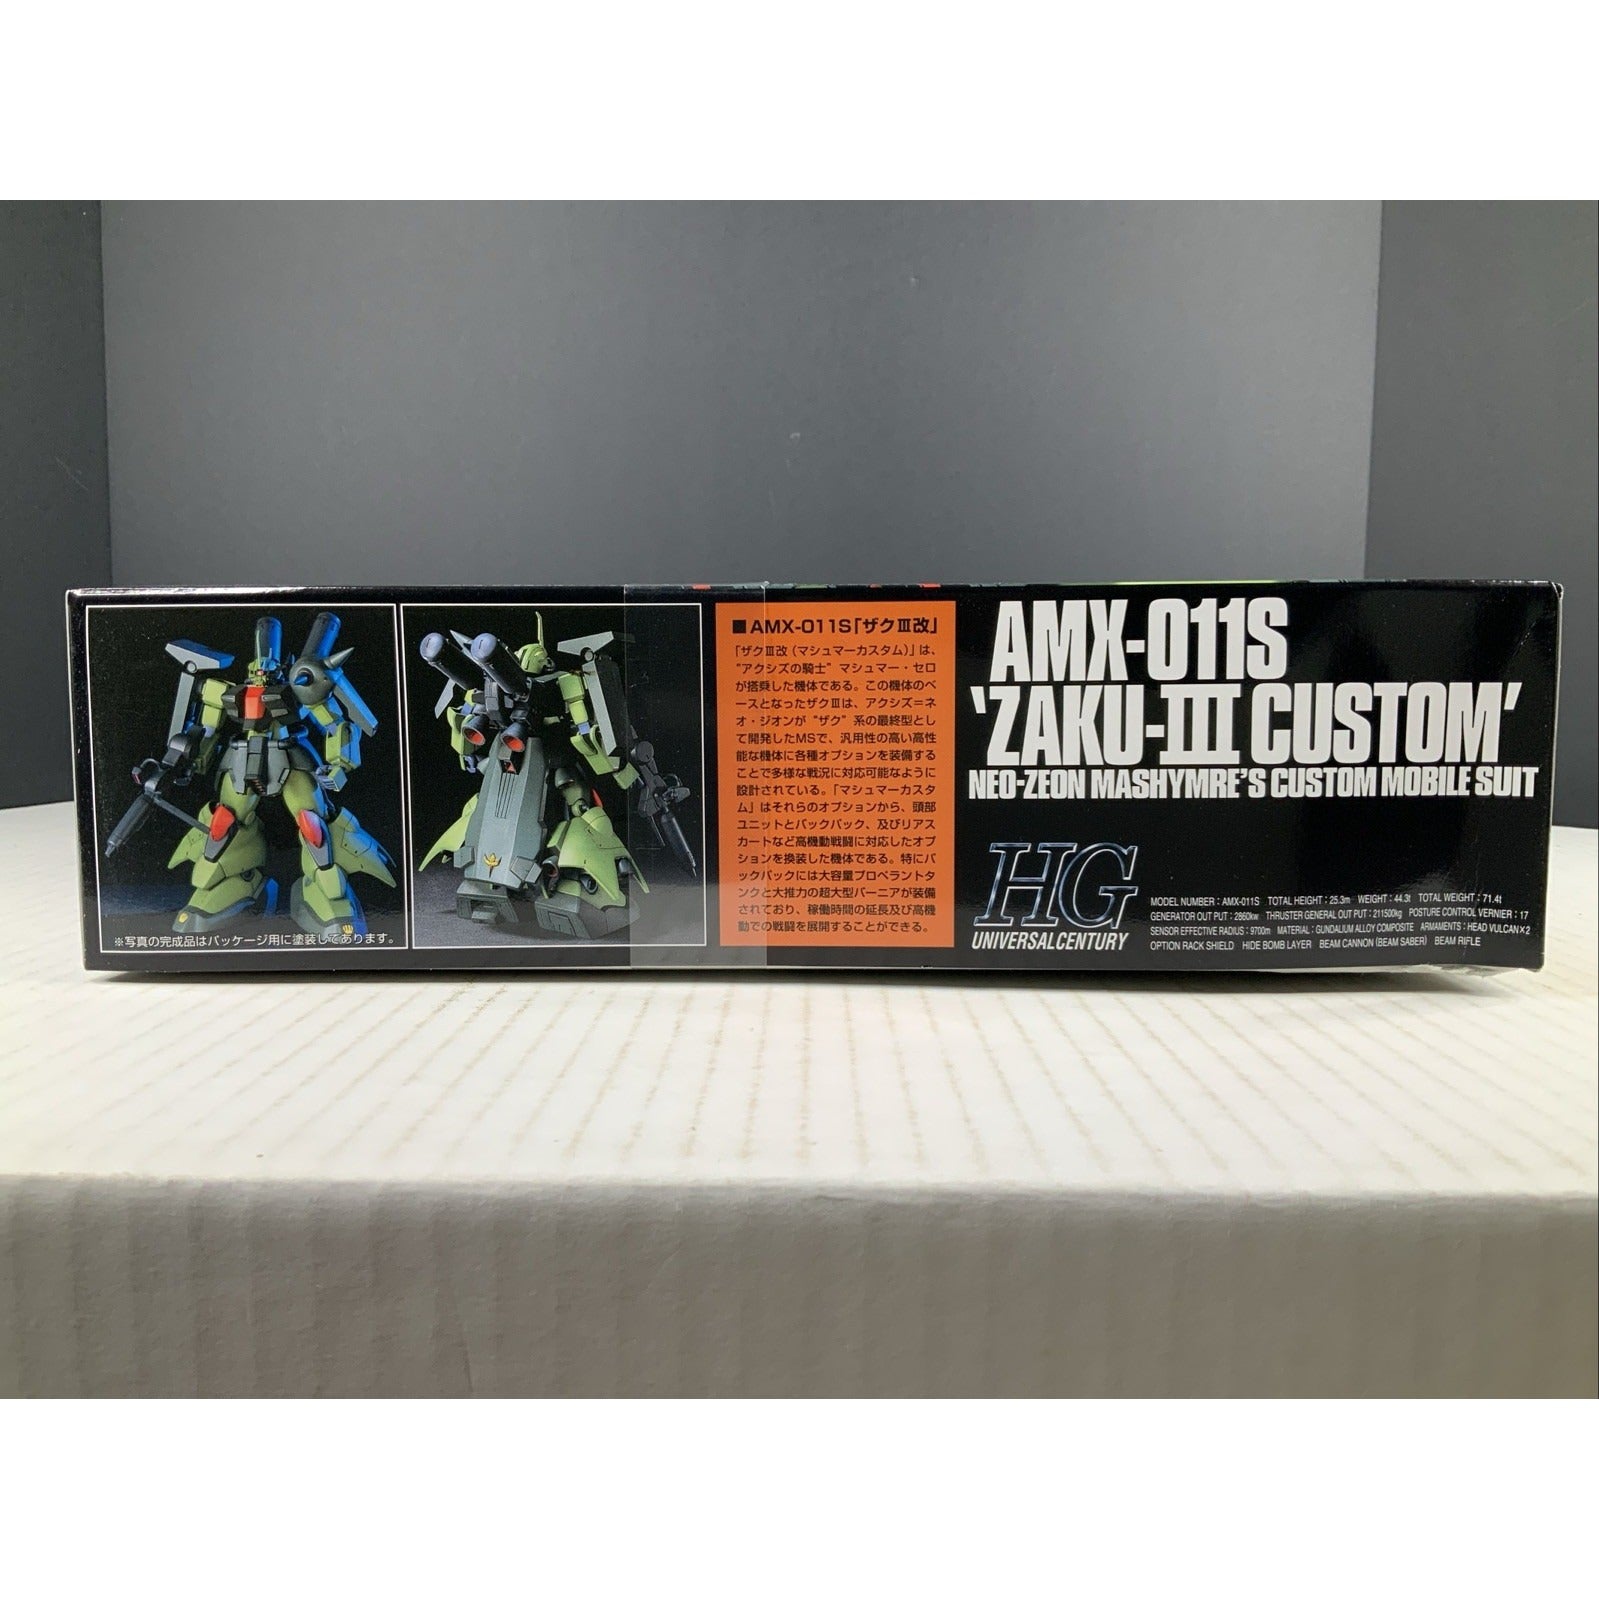 ※写真の完成品はパッケージ用に塗装してあります。
■AMX-011S「ザクⅢ改」
「ザクⅢ改(マシュマーカスタム)」は、
"アクシズの騎士" マシュマー・セロ
が搭乗した機体である。この機体のベ
ースとなったザクⅢは、アクシズ=ネ
オ・ジオンが "ザク" 系の最終型とし
て開発したMSで、汎用性の高い高性
能な機体に各種オプションを装備する
ことで多様な戦況に対応可能なように
設計されている。「マシュマーカスタ
ム」はそれらのオプションから、頭部
ユニットとバックパック、及びリアス
カートなど高機動戦闘に対応したオプ
ションを換装した機体である。特にバ
ックパックには大容量プロペラントタ
ンクと大推力の超大型バーニアが装備
されており、稼働時間の延長及び高機
動での戦闘を展開することができる。
AMX-011S
'ZAKU-III CUSTOM'
NEO-ZEON MASHYMRE'S CUSTOM MOBILE SUIT
HG
UNIVERSAL CENTURY
MODEL NUMBER : AMX-011S TOTAL HEIGHT : 25.3m WEIGHT : 44.3t TOTAL WEIGHT : 71.4t
GENERATOR OUT PUT : 2860kw THRUSTER GENERAL OUT PUT : 211500kg POSTURE CONTROL VERNIER : 17
SENSOR EFFECTIVE RADIUS : 9700m MATERIAL : GUNDALIUM ALLOY COMPOSITE ARMAMENTS : HEAD VULCAN×2
OPTION RACK SHIELD HIDE BOMB LAYER BEAM CANNON (BEAM SABER) BEAM RIFLE